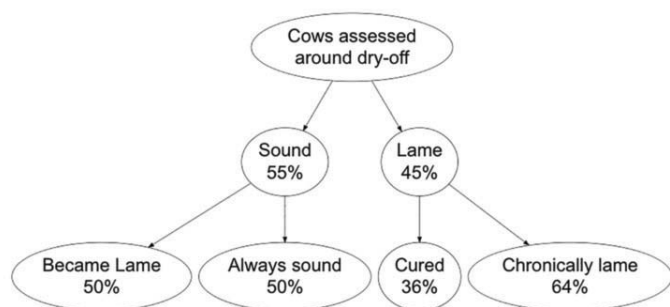 Cows assessed
around dry-off
Sound
55%
Lame
45%
Became Lame
50%
Always sound
50%
Cured
36%
Chronically lame
64%